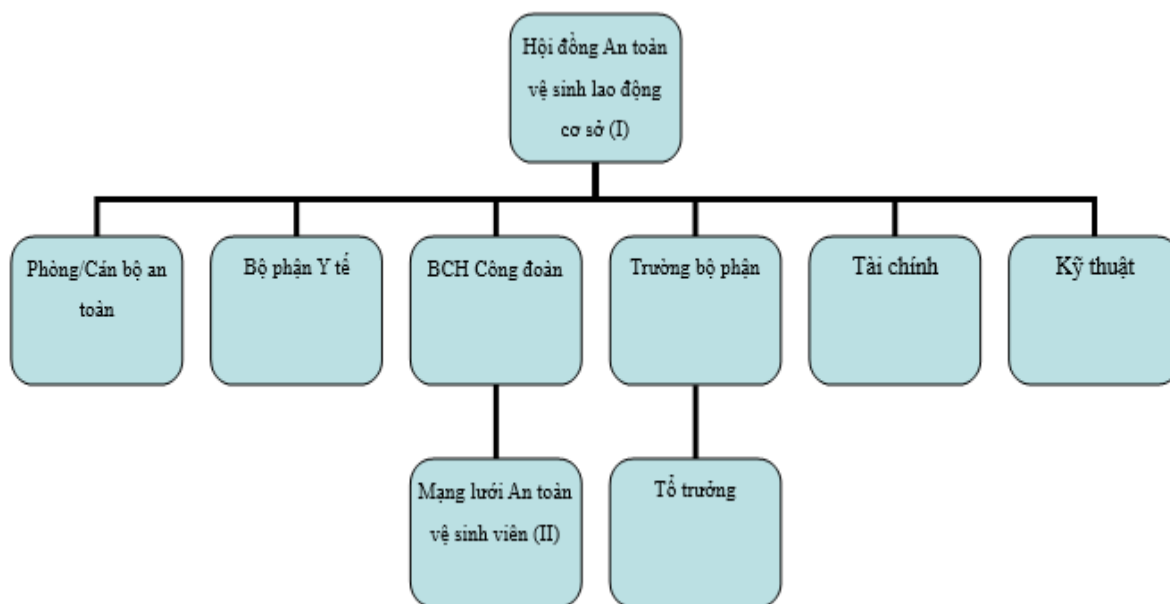 Hội đồng An toàn
vệ sinh lao động
cơ sở (I)
Phòng/Cán bộ an
toàn
Bộ phận Y tế
BCH Công đoàn
Trường bộ phận
Tài chính
Kỹ thuật
Mạng lưới An toàn
vệ sinh viên (II)
Tổ trưởng